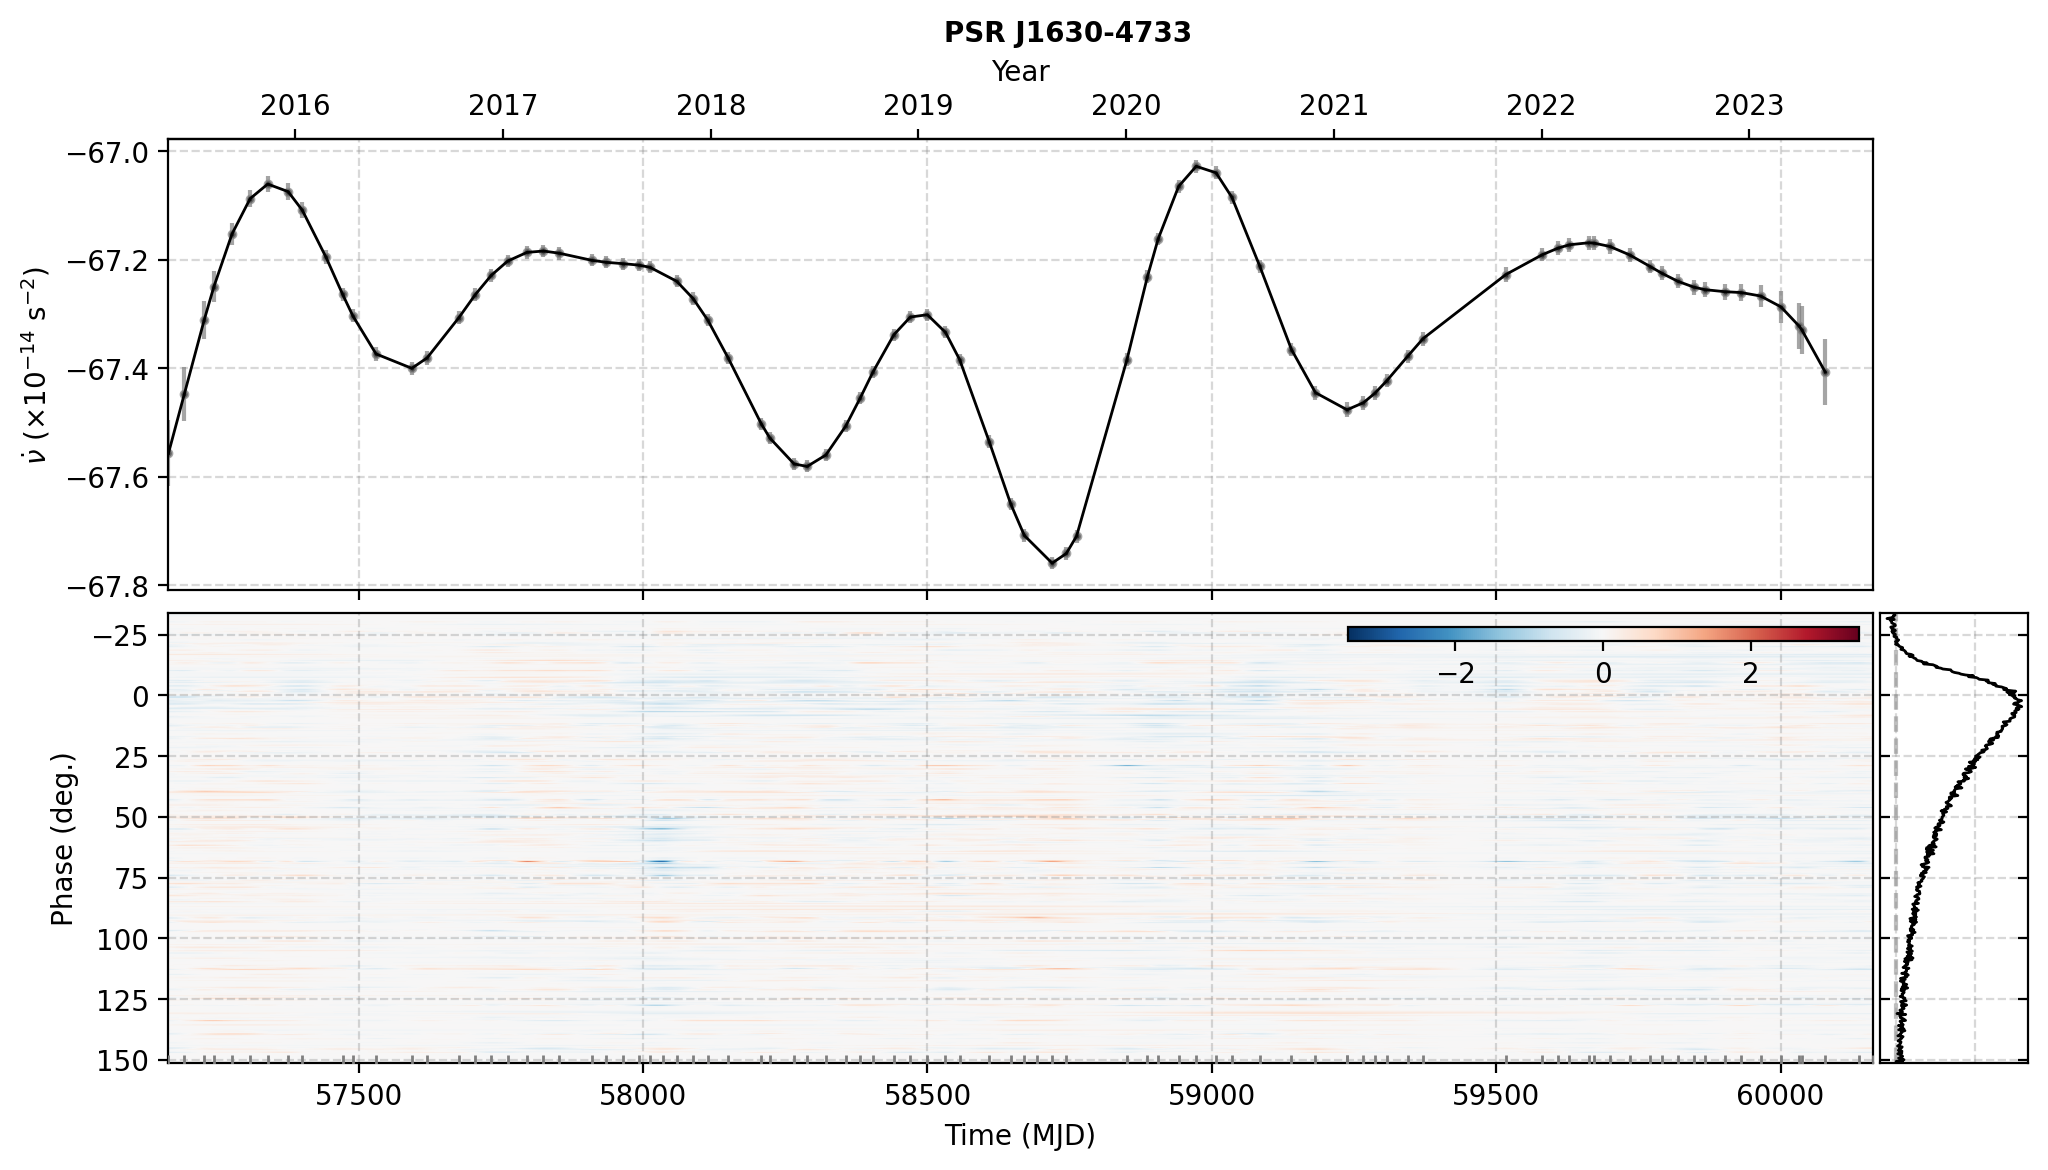 PSR J1630-4733
Year
2016 2017 2018 2019 2020 2021 2022 2023
−67.0
−67.2
−67.4
−67.6
−67.8
ν̇ (×10⁻¹⁴ s⁻²)
−2 0 2
−25
0
25
50
75
100
125
150
Phase (deg.)
57500 58000 58500 59000 59500 60000
Time (MJD)